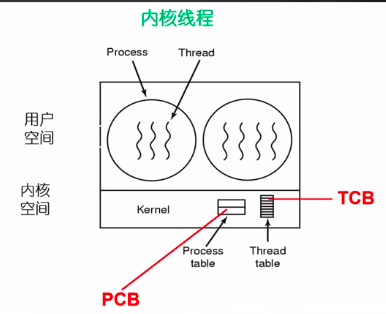 内核线程
Process
Thread
用户
空间
内核
空间
Kernel
TCB
Process
table
Thread
table
PCB